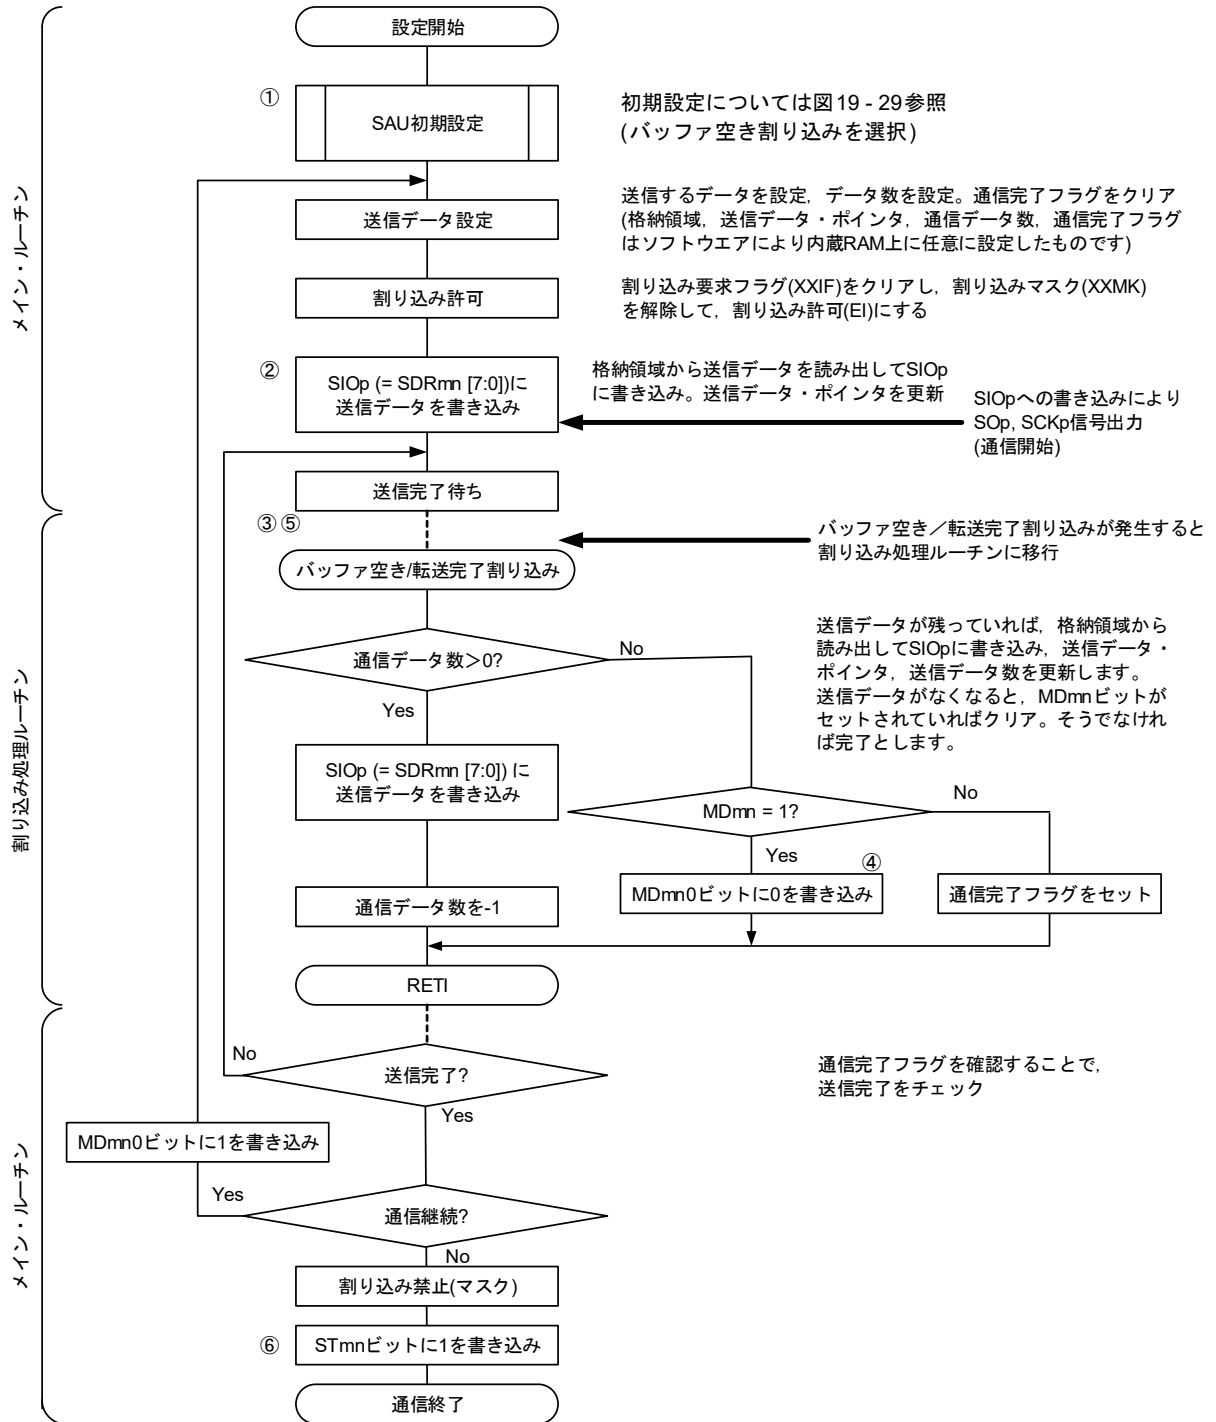 設定開始
①
SAU初期設定
初期設定については図19 - 29参照
(バッファ空き割り込みを選択)
メイン・ルーチン
送信データ設定
送信するデータを設定，データ数を設定。通信完了フラグをクリア
(格納領域，送信データ・ポインタ，通信データ数，通信完了フラグ
はソフトウエアにより内蔵RAM上に任意に設定したものです)
割り込み許可
割り込み要求フラグ(XXIF)をクリアし，割り込みマスク(XXMK)
を解除して，割り込み許可(EI)にする
②
SIOp (= SDRmn [7:0])に
送信データを書き込み
格納領域から送信データを読み出してSIOp
に書き込み。送信データ・ポインタを更新
SIOpへの書き込みにより
SOp, SCKp信号出力
(通信開始)
送信完了待ち
③⑤
バッファ空き／転送完了割り込みが発生すると
割り込み処理ルーチンに移行
バッファ空き/転送完了割り込み
割り込み処理ルーチン
通信データ数＞0?
No
Yes
送信データが残っていれば，格納領域から
読み出してSIOpに書き込み，送信データ・
ポインタ，送信データ数を更新します。
送信データがなくなると，MDmnビットが
セットされていればクリア。そうでなけれ
ば完了とします。
SIOp (= SDRmn [7:0]) に
送信データを書き込み
MDmn = 1?
No
Yes
④
MDmn0ビットに0を書き込み
通信完了フラグをセット
通信データ数を-1
RETI
メイン・ルーチン
No
送信完了?
Yes
通信完了フラグを確認することで，
送信完了をチェック
MDmn0ビットに1を書き込み
Yes
通信継続?
No
割り込み禁止(マスク)
⑥
STmnビットに1を書き込み
通信終了